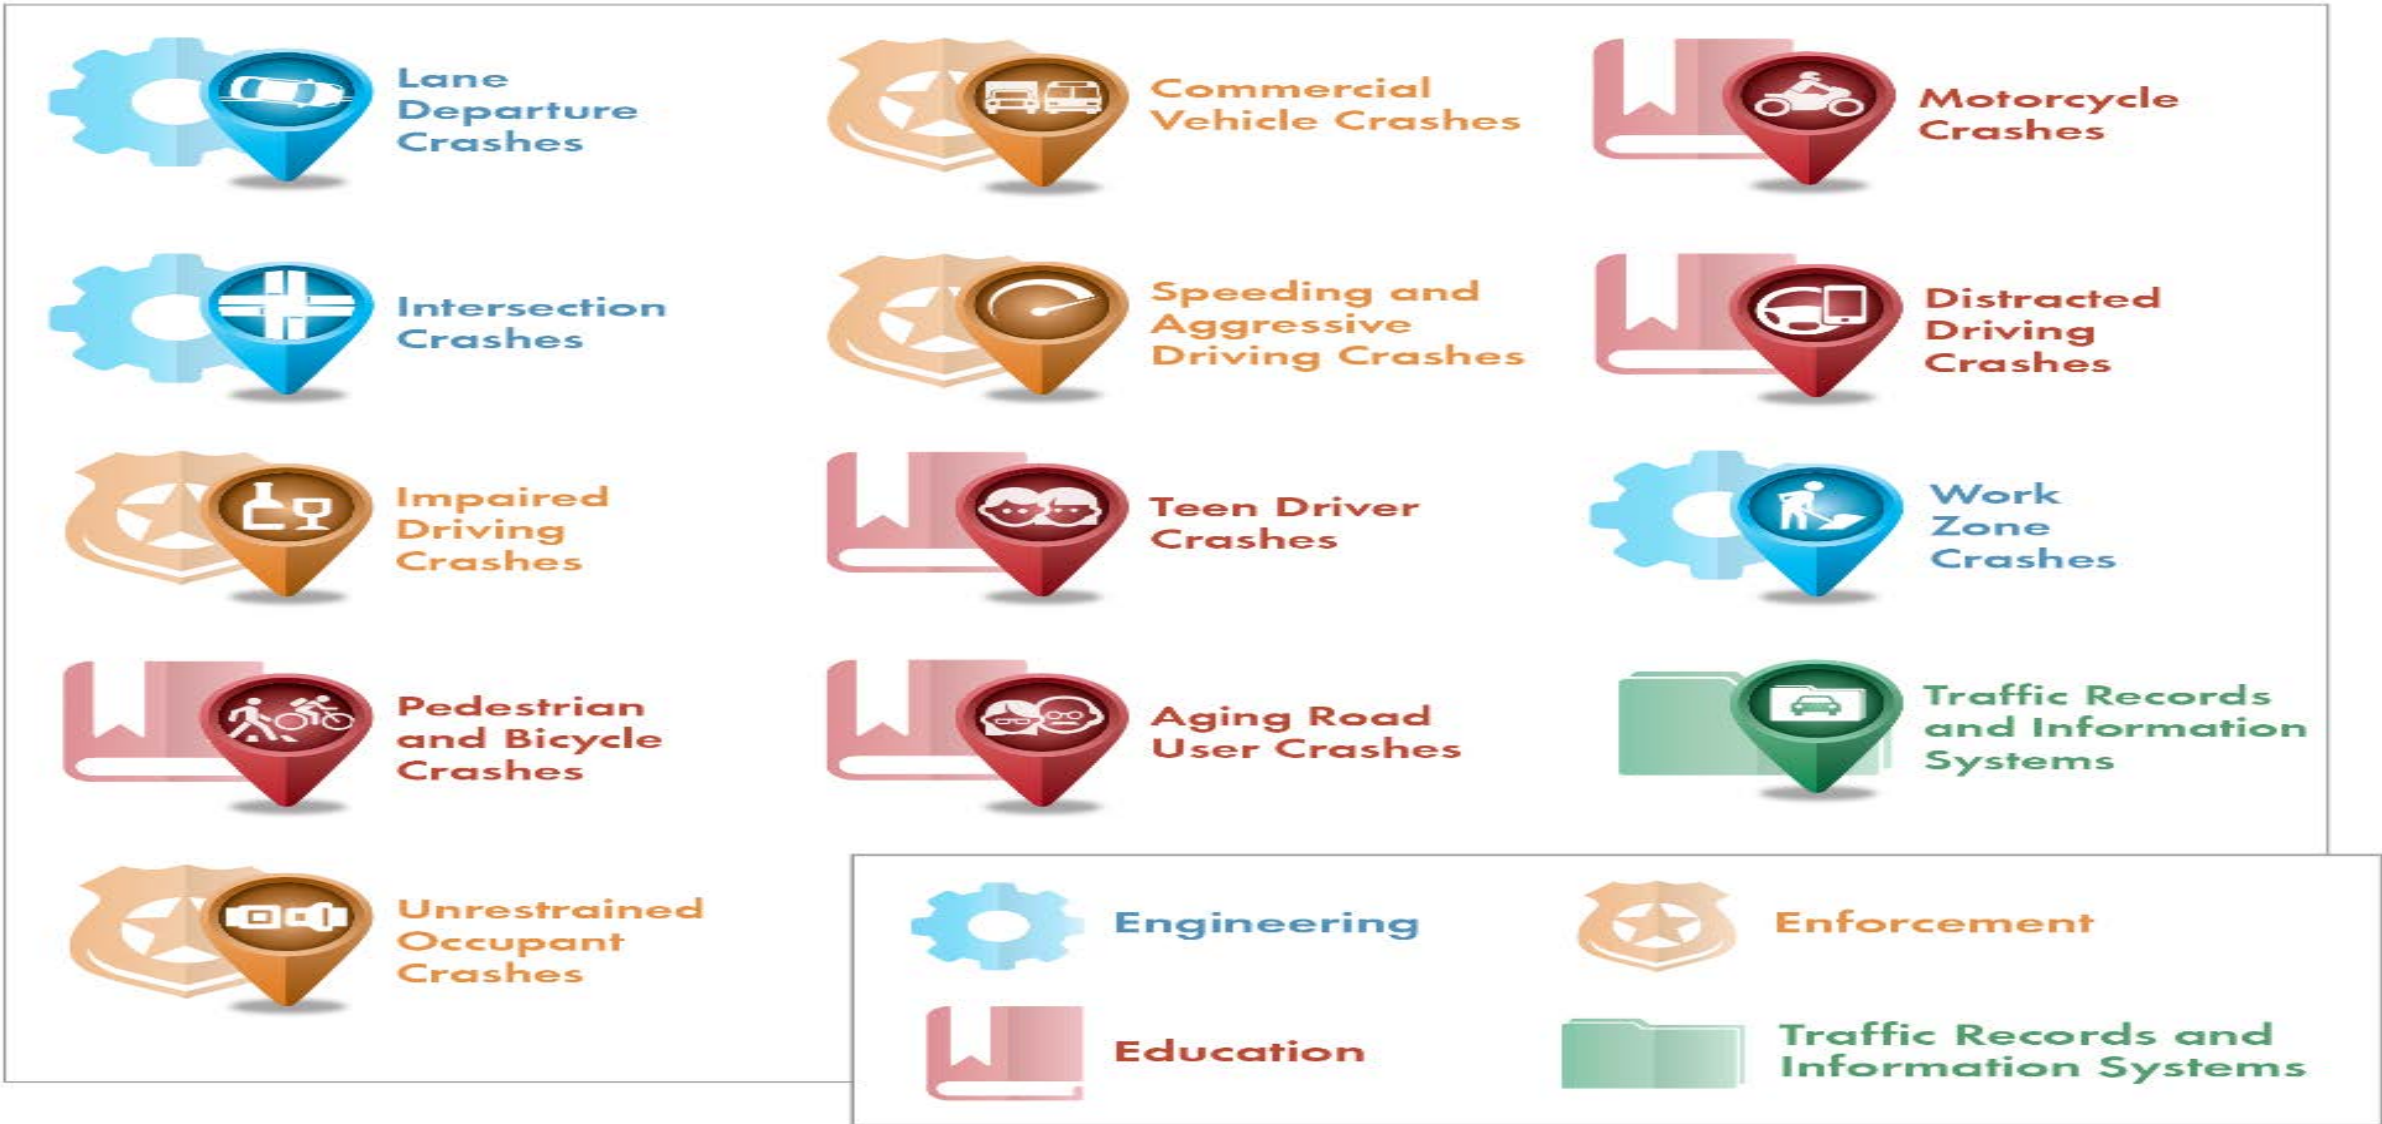 Lane
Departure
Crashes
Commercial
Vehicle Crashes
Motorcycle
Crashes
Intersection
Crashes
Speeding and
Aggressive
Driving Crashes
Distracted
Driving
Crashes
Impaired
Driving
Crashes
Teen Driver
Crashes
Work
Zone
Crashes
Pedestrian
and Bicycle
Crashes
Aging Road
User Crashes
Traffic Records
and Information
Systems
Unrestrained
Occupant
Crashes
Engineering
Enforcement
Education
Traffic Records and
Information Systems